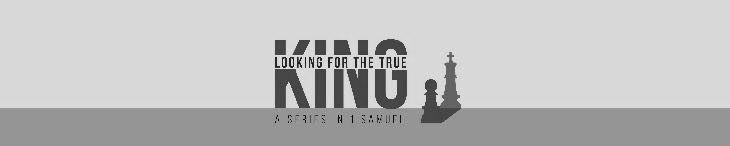 LOOKING FOR THE TRUE
KING
A SERIES IN 1 SAMUEL